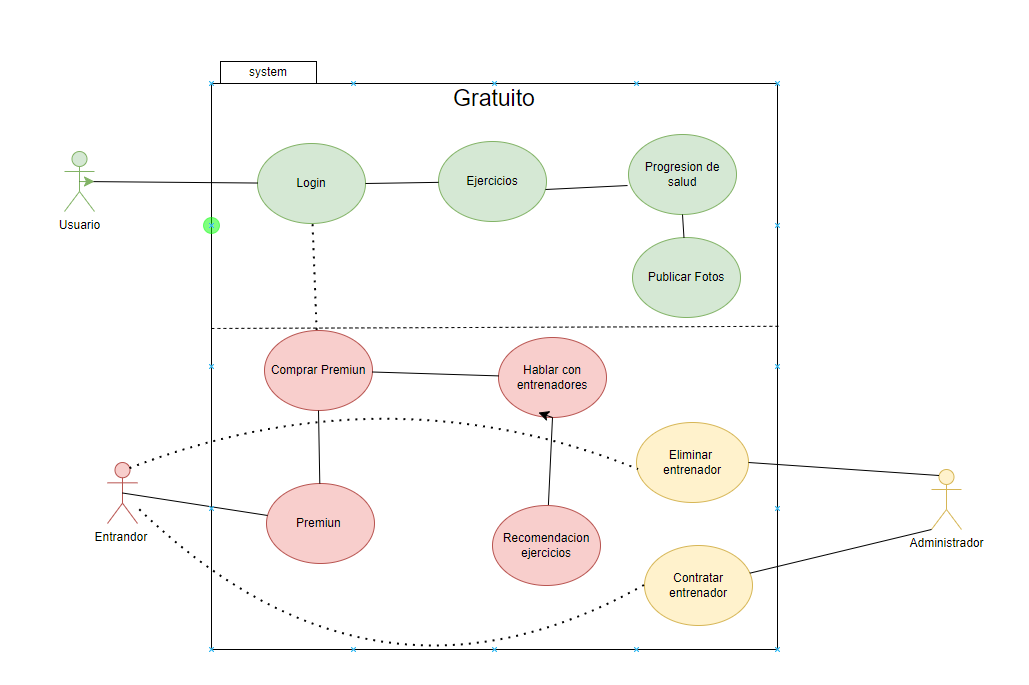 system
Gratuito
Login
Ejercicios
Progresion de
salud
Usuario
Publicar Fotos
Comprar Premiun
Hablar con
entrenadores
Eliminar
entrenador
Premiun
Entrandor
Recomendacion
ejercicios
Administrador
Contratar
entrenador